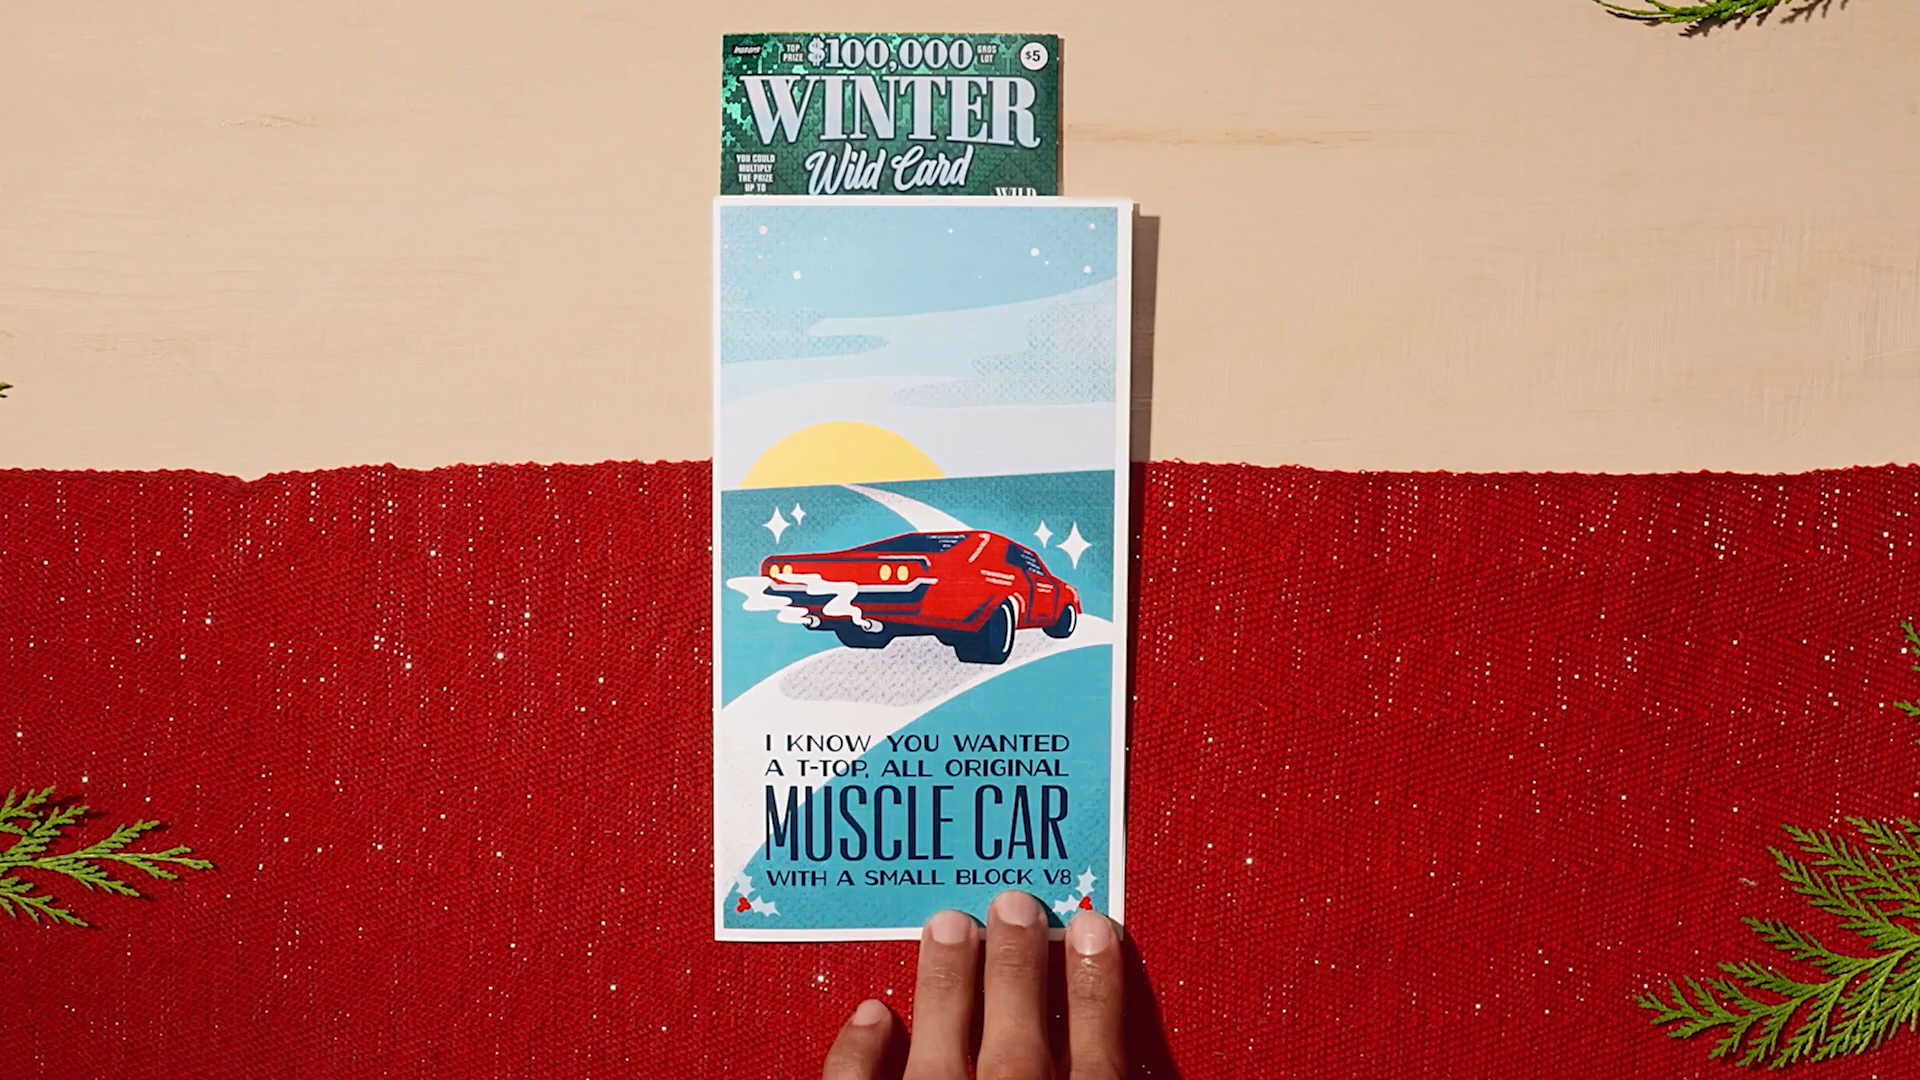 TOP PRIZE $100,000 GROS LOT $5
WINTER
Wild Card
YOU COULD
MULTIPLY
THE PRIZE
UP TO
WILD
I KNOW YOU WANTED
A T-TOP, ALL ORIGINAL
MUSCLE CAR
WITH A SMALL BLOCK V8